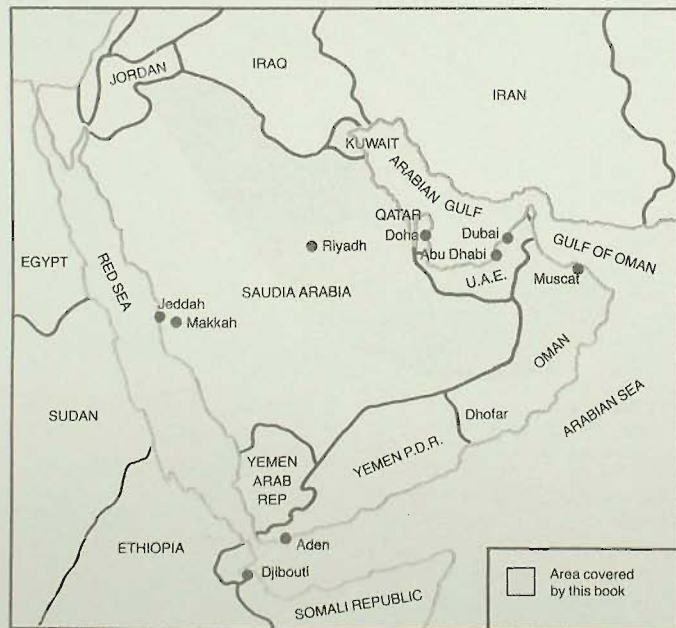 JORDAN
IRAQ
IRAN
KUWAIT
ARABIAN GULF
QATAR
Doha
Dubai
Abu Dhabi
GULF OF OMAN
EGYPT
RED SEA
Riyadh
U.A.E.
Muscat
SAUDIA ARABIA
Jeddah
Makkah
OMAN
SUDAN
Dhofar
ARABIAN SEA
YEMEN
ARAB
REP
YEMEN P.D.R.
ETHIOPIA
Aden
Djibouti
SOMALI REPUBLIC
Area covered
by this book